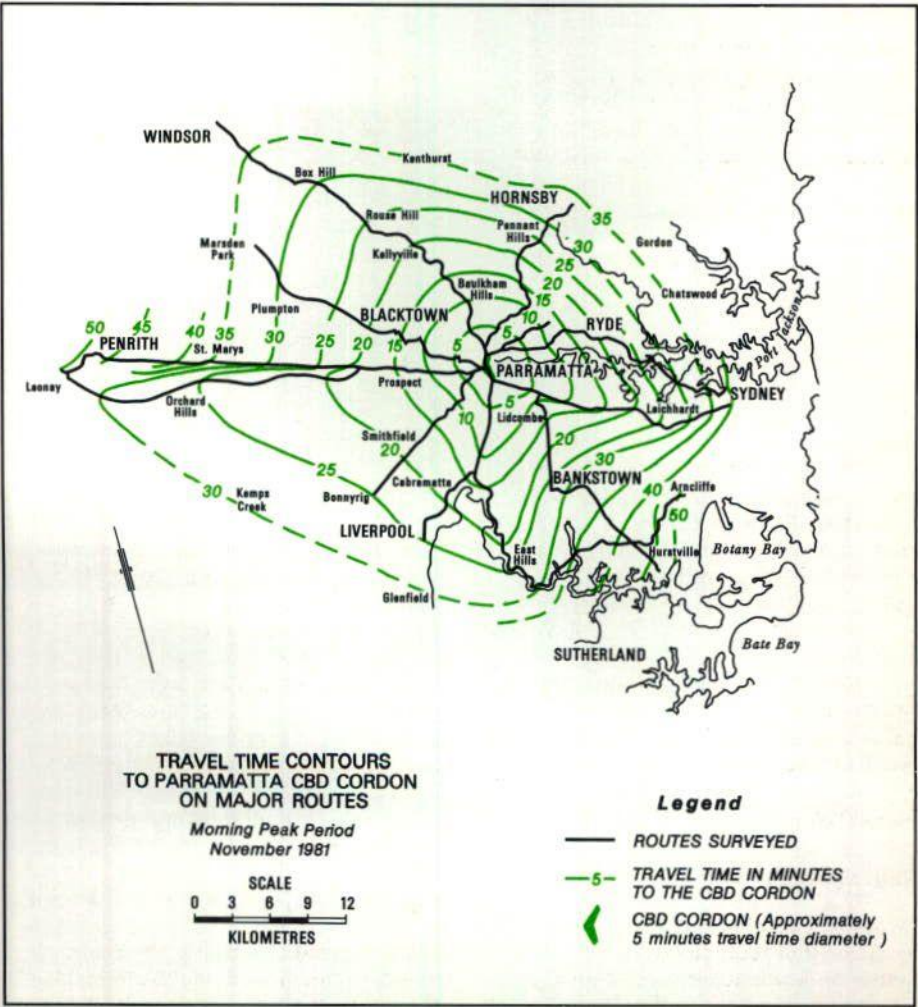 WINDSOR
Kenthurst
Box Hill
HORNSBY
Rouse Hill
Pennant
Hills
35
Marsden
Park
Kellyville
30
Gordon
25
Baulkham
Hills
20
Chatswood
Plumpton
BLACKTOWN
15
10
RYDE
Port Jackson
50
45
40
35
30
25
20
15
5
5
PENRITH
St. Marys
Leonay
Prospect
PARRAMATTA
SYDNEY
Orchard
Hills
5
Lidcombe
Leichhardt
10
Smithfield
20
20
30
25
Cabramatta
BANKSTOWN
30
Kemps
Creek
Bonnyrig
40
Arncliffe
50
LIVERPOOL
East
Hills
Hurstville
Botany Bay
Glenfield
SUTHERLAND
Bate Bay
TRAVEL TIME CONTOURS
TO PARRAMATTA CBD CORDON
ON MAJOR ROUTES
Morning Peak Period
November 1981
SCALE
0 3 6 9 12
KILOMETRES
Legend
ROUTES SURVEYED
5
TRAVEL TIME IN MINUTES
TO THE CBD CORDON
CBD CORDON (Approximately
5 minutes travel time diameter)